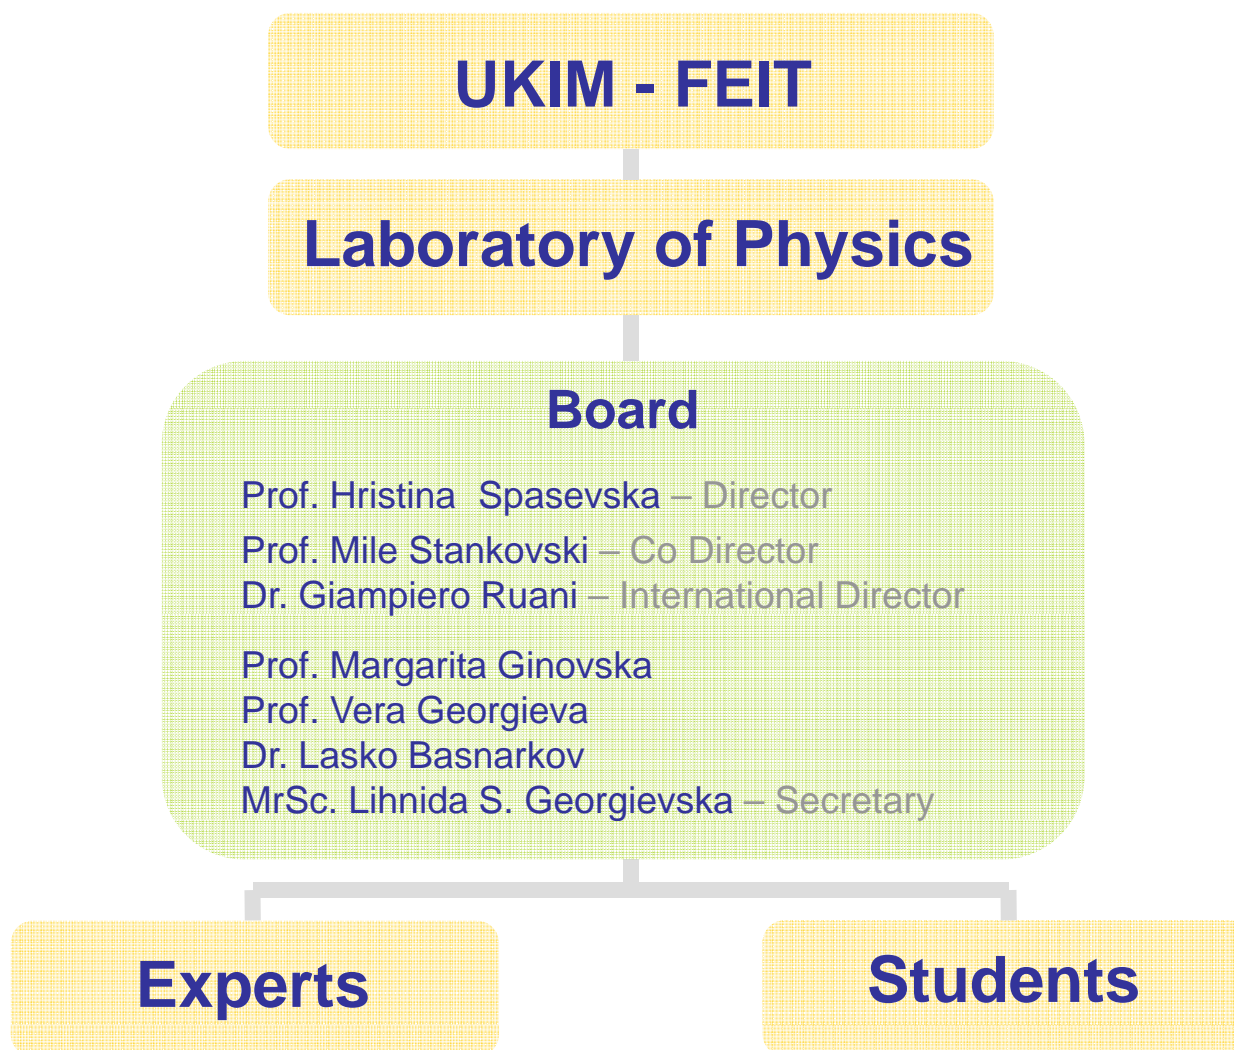 UKIM - FEIT
Laboratory of Physics
Board
Prof. Hristina Spasevska – Director
Prof. Mile Stankovski – Co Director
Dr. Giampiero Ruani – International Director
Prof. Margarita Ginovska
Prof. Vera Georgieva
Dr. Lasko Basnarkov
MrSc. Lihnida S. Georgievska – Secretary
Experts
Students